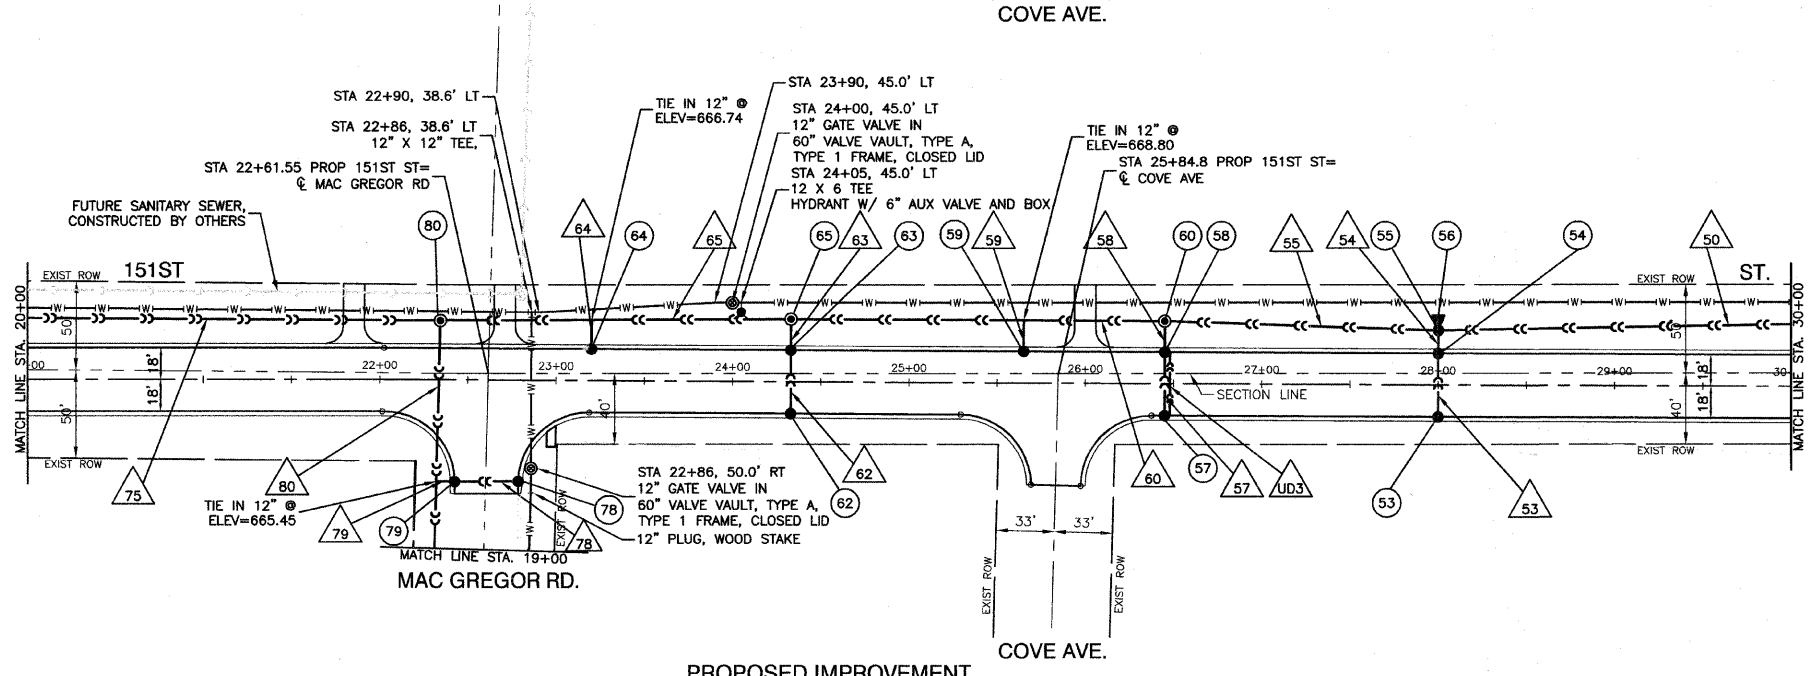 COVE AVE.
STA 23+90, 45.0' LT
STA 22+90, 38.6' LT
TIE IN 12" @
ELEV=666.74
STA 24+00, 45.0' LT
12" GATE VALVE IN
60" VALVE VAULT, TYPE A,
TYPE 1 FRAME, CLOSED LID
STA 24+05, 45.0' LT
12 X 6 TEE
HYDRANT W/ 6" AUX VALVE AND BOX
STA 22+86, 38.6' LT
12" X 12" TEE,
TIE IN 12" @
ELEV=668.80
STA 22+61.55 PROP 151ST ST=
℄ MAC GREGOR RD
STA 25+84.8 PROP 151ST ST=
℄ COVE AVE
FUTURE SANITARY SEWER,
CONSTRUCTED BY OTHERS
80
64
64
65
65
63
63
59
59
58
60
58
55
54
55
56
54
50
EXIST ROW
151ST
EXIST ROW
ST.
MATCH LINE STA. 20+00
50'
50'
18'
18'
00
22+00
23+00
24+00
25+00
26+00
27+00
28+00
29+00
30
40'
SECTION LINE
50'
40'
18'
18'
MATCH LINE STA. 30+00
EXIST ROW
EXIST ROW
75
80
TIE IN 12" @
ELEV=665.45
79
79
78
78
EXIST ROW
STA 22+86, 50.0' RT
12" GATE VALVE IN
60" VALVE VAULT, TYPE A,
TYPE 1 FRAME, CLOSED LID
12" PLUG, WOOD STAKE
62
62
60
57
57
UD3
53
53
33'
33'
MATCH LINE STA. 19+00
MAC GREGOR RD.
EXIST ROW
EXIST ROW
COVE AVE.
PROPOSED IMPROVEMENT